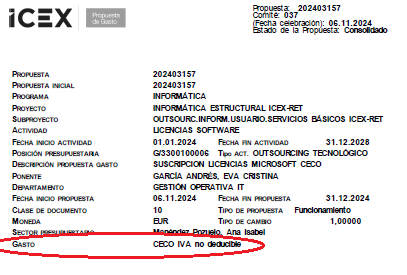 ICEX Propuesta de Gasto
Propuesta: 202403157
Comité: 037
(Fecha celebración): 06.11.2024
Estado de la Propuesta: Consolidado
PROPUESTA 202403157
PROPUESTA INICIAL 202403157
PROGRAMA INFORMÁTICA
PROYECTO INFORMÁTICA ESTRUCTURAL ICEX-RET
SUBPROYECTO OUTSOURC.INFORM.USUARIO.SERVICIOS BÁSICOS ICEX-RET
ACTIVIDAD LICENCIAS SOFTWARE
FECHA INICIO ACTIVIDAD 01.01.2024 FECHA FIN ACTIVIDAD 31.12.2028
POSICIÓN PRESUPUESTARIA G/3300100006 TIPO ACT. OUTSOURCING TECNOLÓGICO
DESCRIPCIÓN PROPUESTA GASTO SUSCRIPCION LICENCIAS MICROSOFT CECO
PONENTE GARCÍA ANDRÉS, EVA CRISTINA
DEPARTAMENTO GESTIÓN OPERATIVA IT
FECHA INICIO PROPUESTA 06.11.2024 FECHA FIN PROPUESTA 31.12.2024
CLASE DE DOCUMENTO 10 TIPO DE PROPUESTA Funcionamiento
MONEDA EUR TIPO DE CAMBIO 1,00000
SECTOR PRESUPUESTARIO Menéndez Pozuelo, Ana Isabel
GASTO CECO IVA no deducible